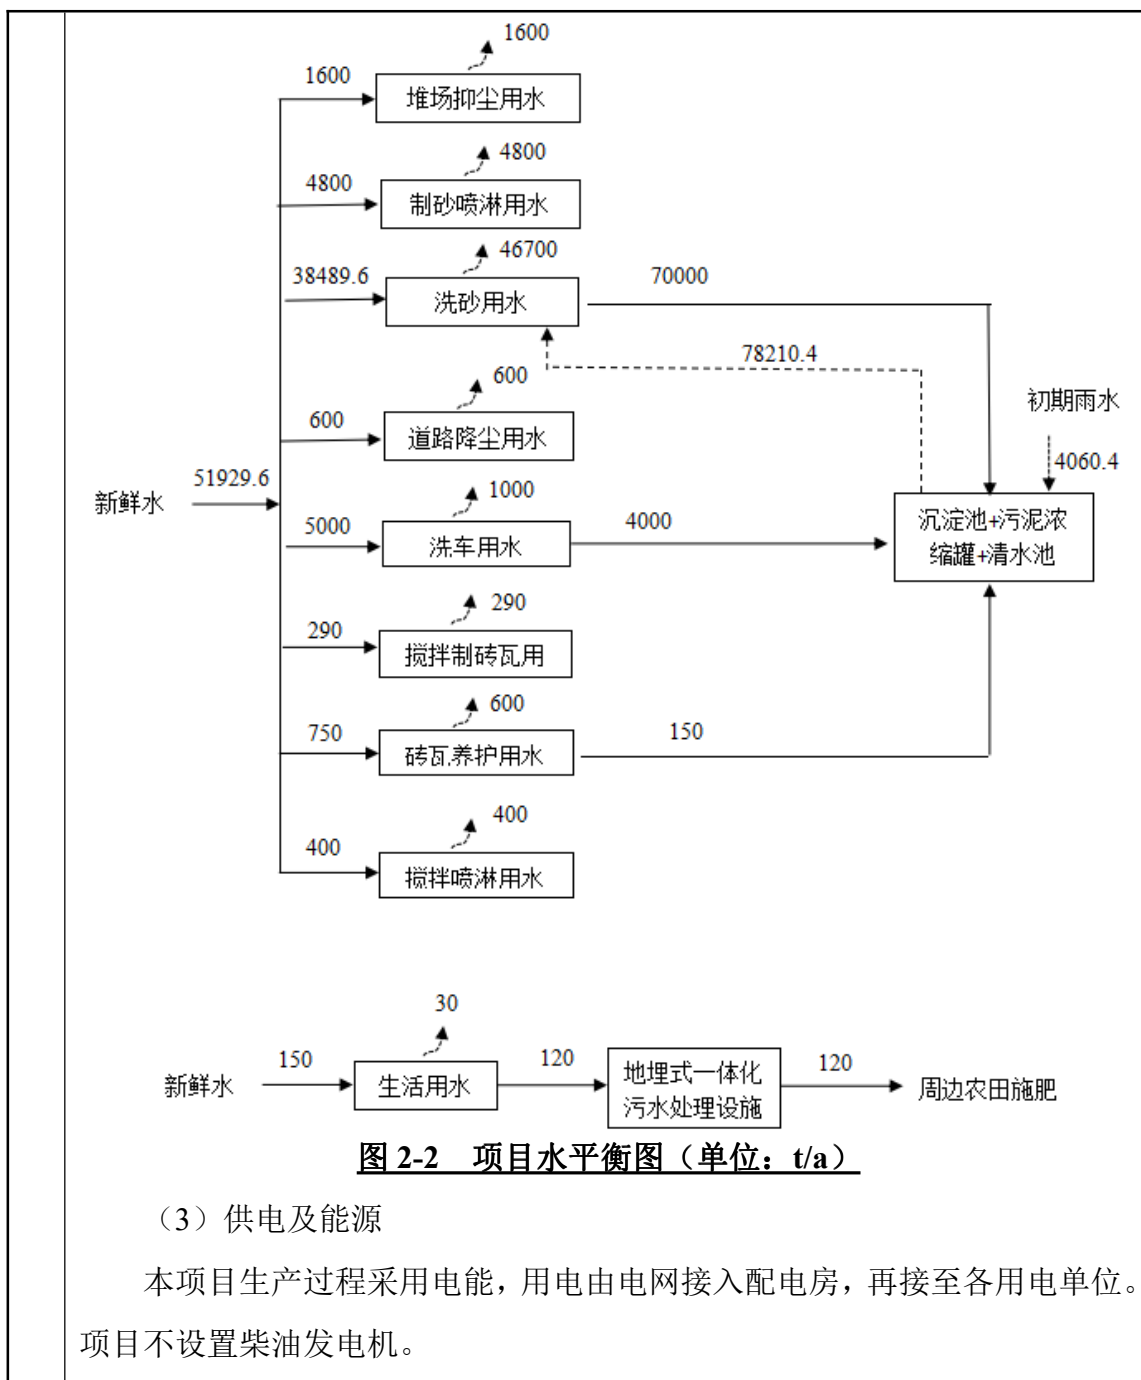 1600
1600
堆场抑尘用水
4800
4800
制砂喷淋用水
46700
38489.6
洗砂用水
70000
78210.4
600
600
道路降尘用水
初期雨水
4060.4
新鲜水
51929.6
1000
5000
洗车用水
4000
沉淀池+污泥浓
缩罐+清水池
290
290
搅拌制砖瓦用
600
750
砖瓦养护用水
150
400
400
搅拌喷淋用水
30
新鲜水
150
生活用水
120
地埋式一体化
污水处理设施
120
周边农田施肥
图 2-2 项目水平衡图（单位：t/a）
（3）供电及能源
本项目生产过程采用电能，用电由电网接入配电房，再接至各用电单位。
项目不设置柴油发电机。